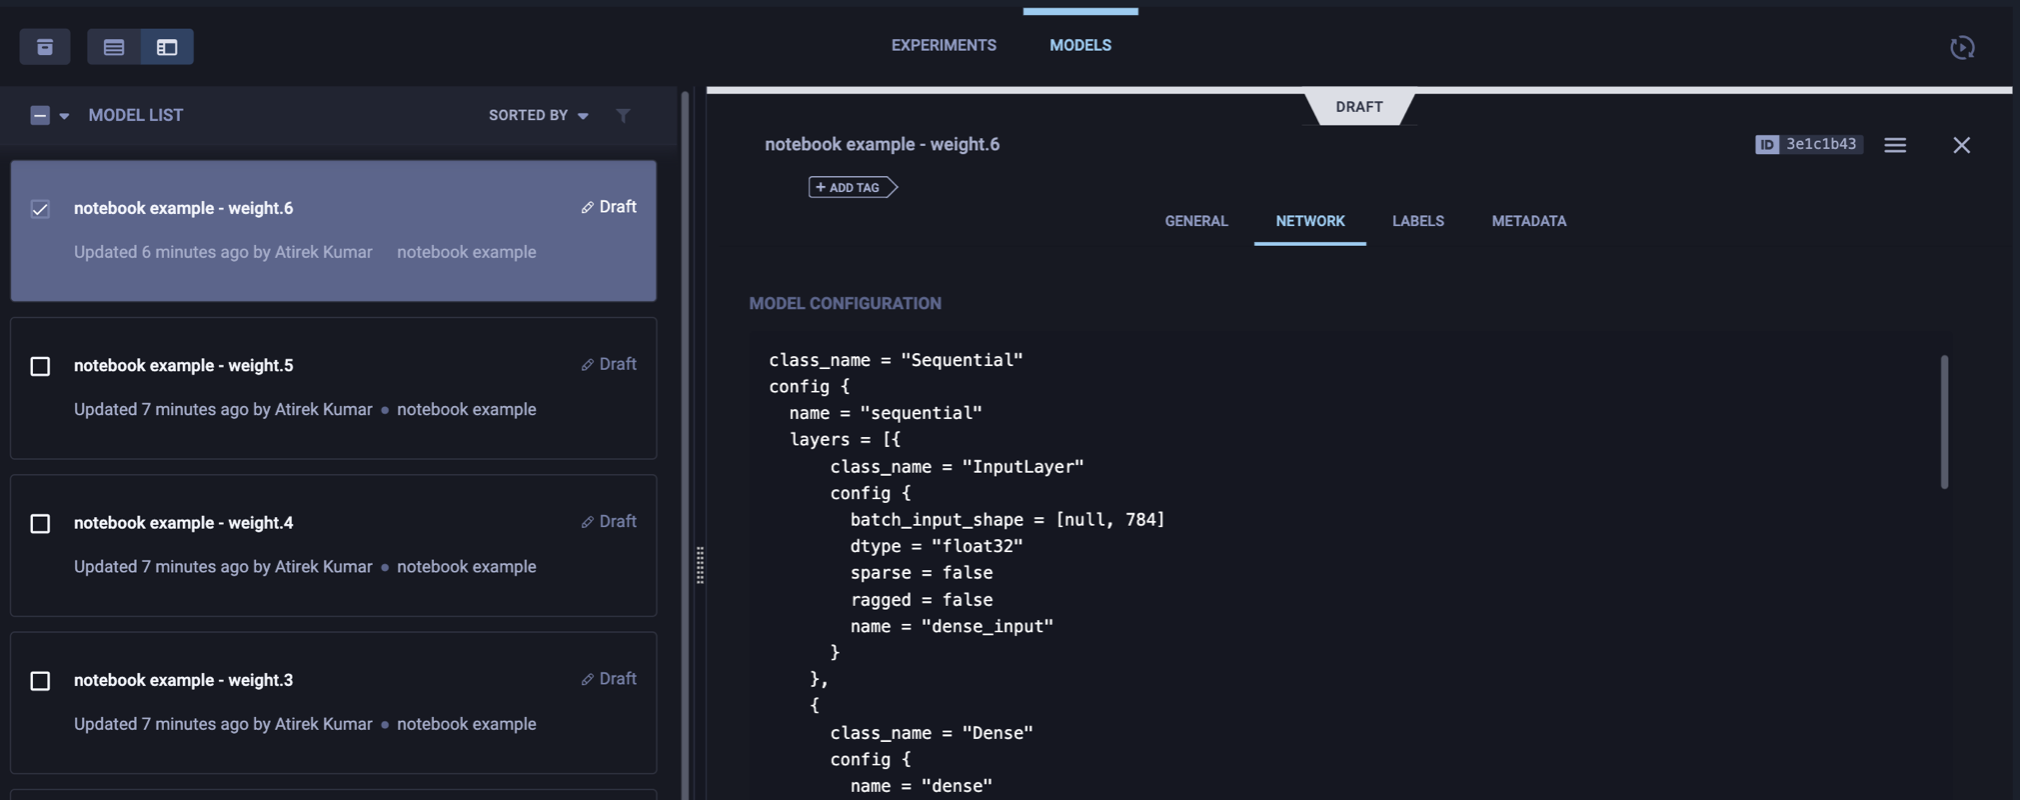 EXPERIMENTS MODELS
MODEL LIST SORTED BY
notebook example - weight.6 Draft
Updated 6 minutes ago by Atirek Kumar notebook example
notebook example - weight.5 Draft
Updated 7 minutes ago by Atirek Kumar • notebook example
notebook example - weight.4 Draft
Updated 7 minutes ago by Atirek Kumar • notebook example
notebook example - weight.3 Draft
Updated 7 minutes ago by Atirek Kumar • notebook example
DRAFT
notebook example - weight.6 ID 3e1c1b43
+ ADD TAG
GENERAL NETWORK LABELS METADATA
MODEL CONFIGURATION
class_name = "Sequential"
config {
name = "sequential"
layers = [{
class_name = "InputLayer"
config {
batch_input_shape = [null, 784]
dtype = "float32"
sparse = false
ragged = false
name = "dense_input"
}
},
{
class_name = "Dense"
config {
name = "dense"